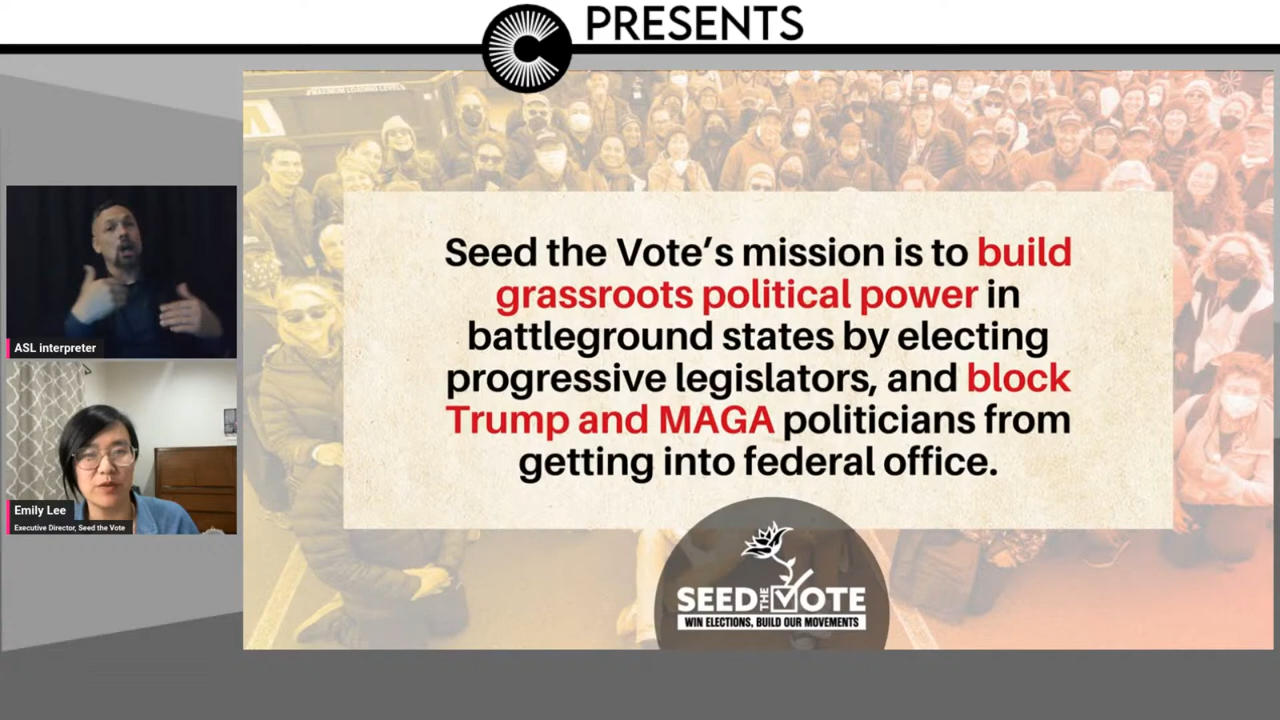 PRESENTS
Seed the Vote’s mission is to build
grassroots political power in
battleground states by electing
progressive legislators, and block
Trump and MAGA politicians from
getting into federal office.
ASL interpreter
Emily Lee
Executive Director, Seed the Vote
SEED THE VOTE
WIN ELECTIONS, BUILD OUR MOVEMENTS